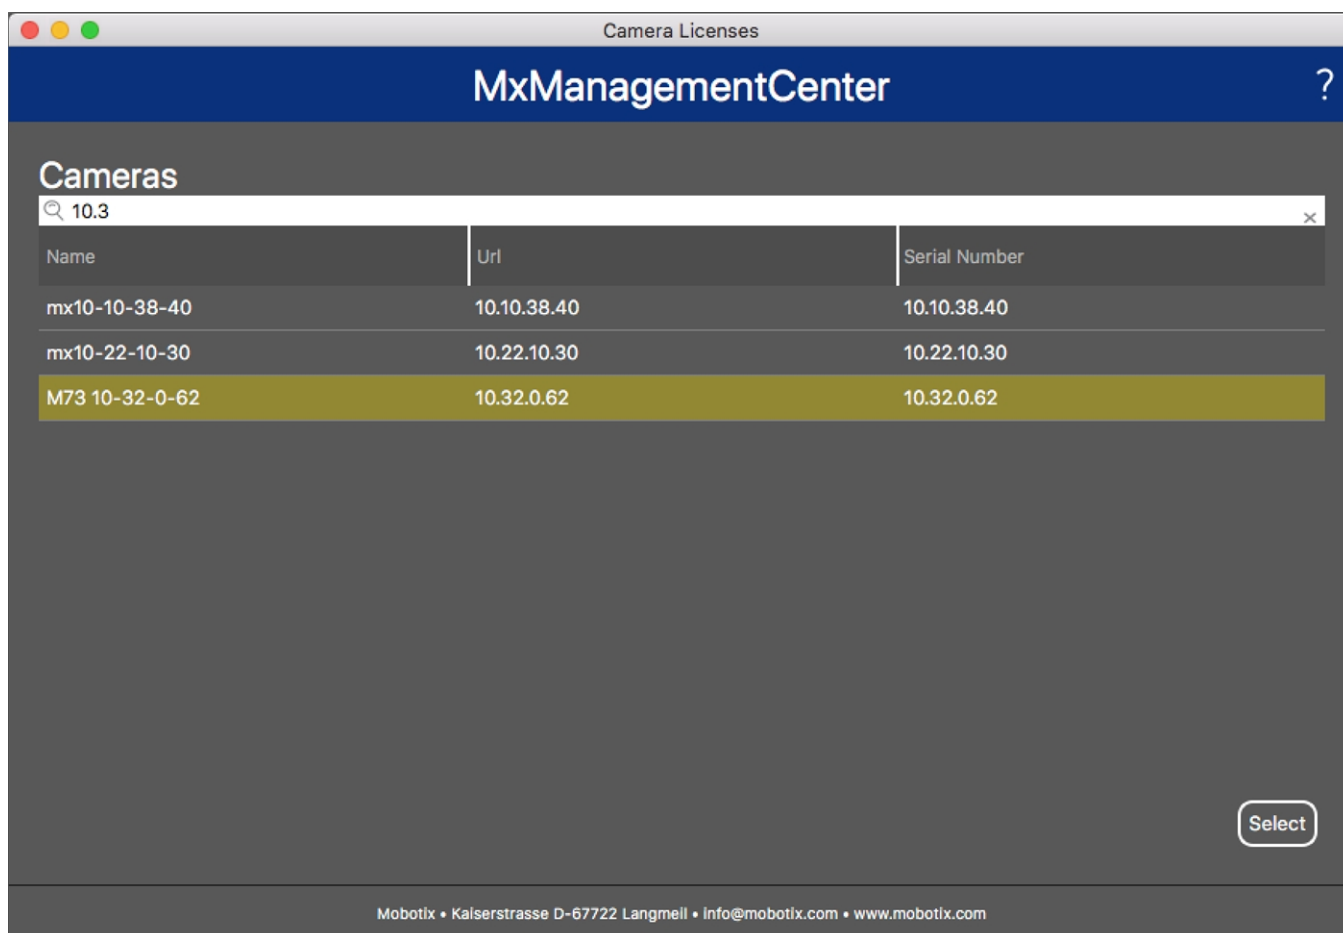 Camera Licenses
MxManagementCenter ?
Cameras
10.3 ×
Name Url Serial Number
mx10-10-38-40 10.10.38.40 10.10.38.40
mx10-22-10-30 10.22.10.30 10.22.10.30
M73 10-32-0-62 10.32.0.62 10.32.0.62
Select
Mobotix • Kaiserstrasse D-67722 Langmeil • info@mobotix.com • www.mobotix.com